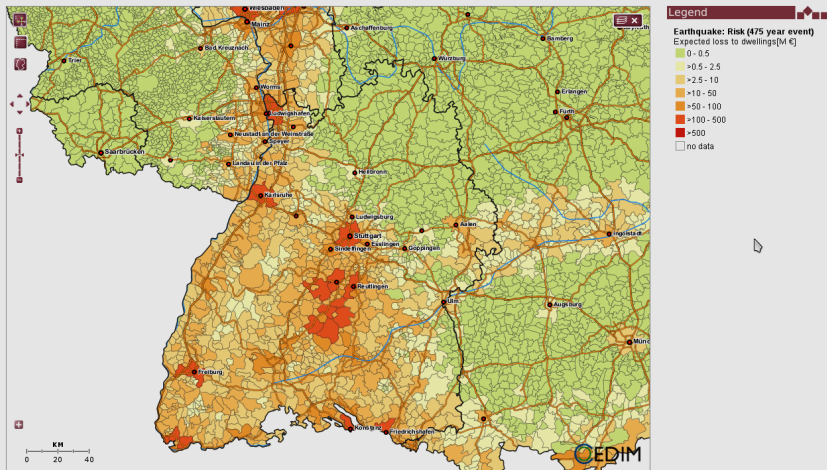 Wiesbaden
Mainz
Aschaffenburg
Bamberg
Bad Kreuznach
Trier
Würzburg
Worms
Erlangen
Fürth
Ludwigshafen
Kaiserslautern
Neustadt an der Weinstraße
Speyer
Saarbrücken
Landau in der Pfalz
Heilbronn
Karlsruhe
Ludwigsburg
Aalen
Stuttgart
Esslingen
Göppingen
Sindelfingen
Ingolstadt
Reutlingen
Ulm
Augsburg
Münc
Freiburg
Konstanz
Friedrichshafen
CEDIM
KM
0 20 40
Legend
Earthquake: Risk (475 year event)
Expected loss to dwellings[M €]
0 - 0.5
>0.5 - 2.5
>2.5 - 10
>10 - 50
>50 - 100
>100 - 500
>500
no data